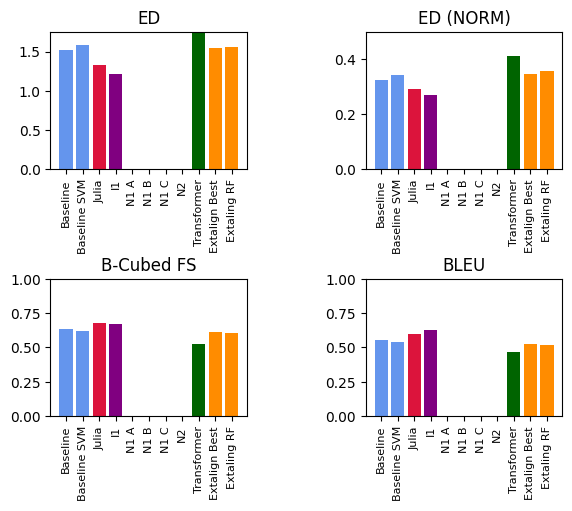 ED
1.5
1.0
0.5
0.0
Baseline
Baseline SVM
Julia
I1
N1 A
N1 B
N1 C
N2
Transformer
Extalign Best
Extaling RF
ED (NORM)
0.4
0.2
0.0
Baseline
Baseline SVM
Julia
I1
N1 A
N1 B
N1 C
N2
Transformer
Extalign Best
Extaling RF
B-Cubed FS
1.00
0.75
0.50
0.25
0.00
Baseline
Baseline SVM
Julia
I1
N1 A
N1 B
N1 C
N2
Transformer
Extalign Best
Extaling RF
BLEU
1.00
0.75
0.50
0.25
0.00
Baseline
Baseline SVM
Julia
I1
N1 A
N1 B
N1 C
N2
Transformer
Extalign Best
Extaling RF